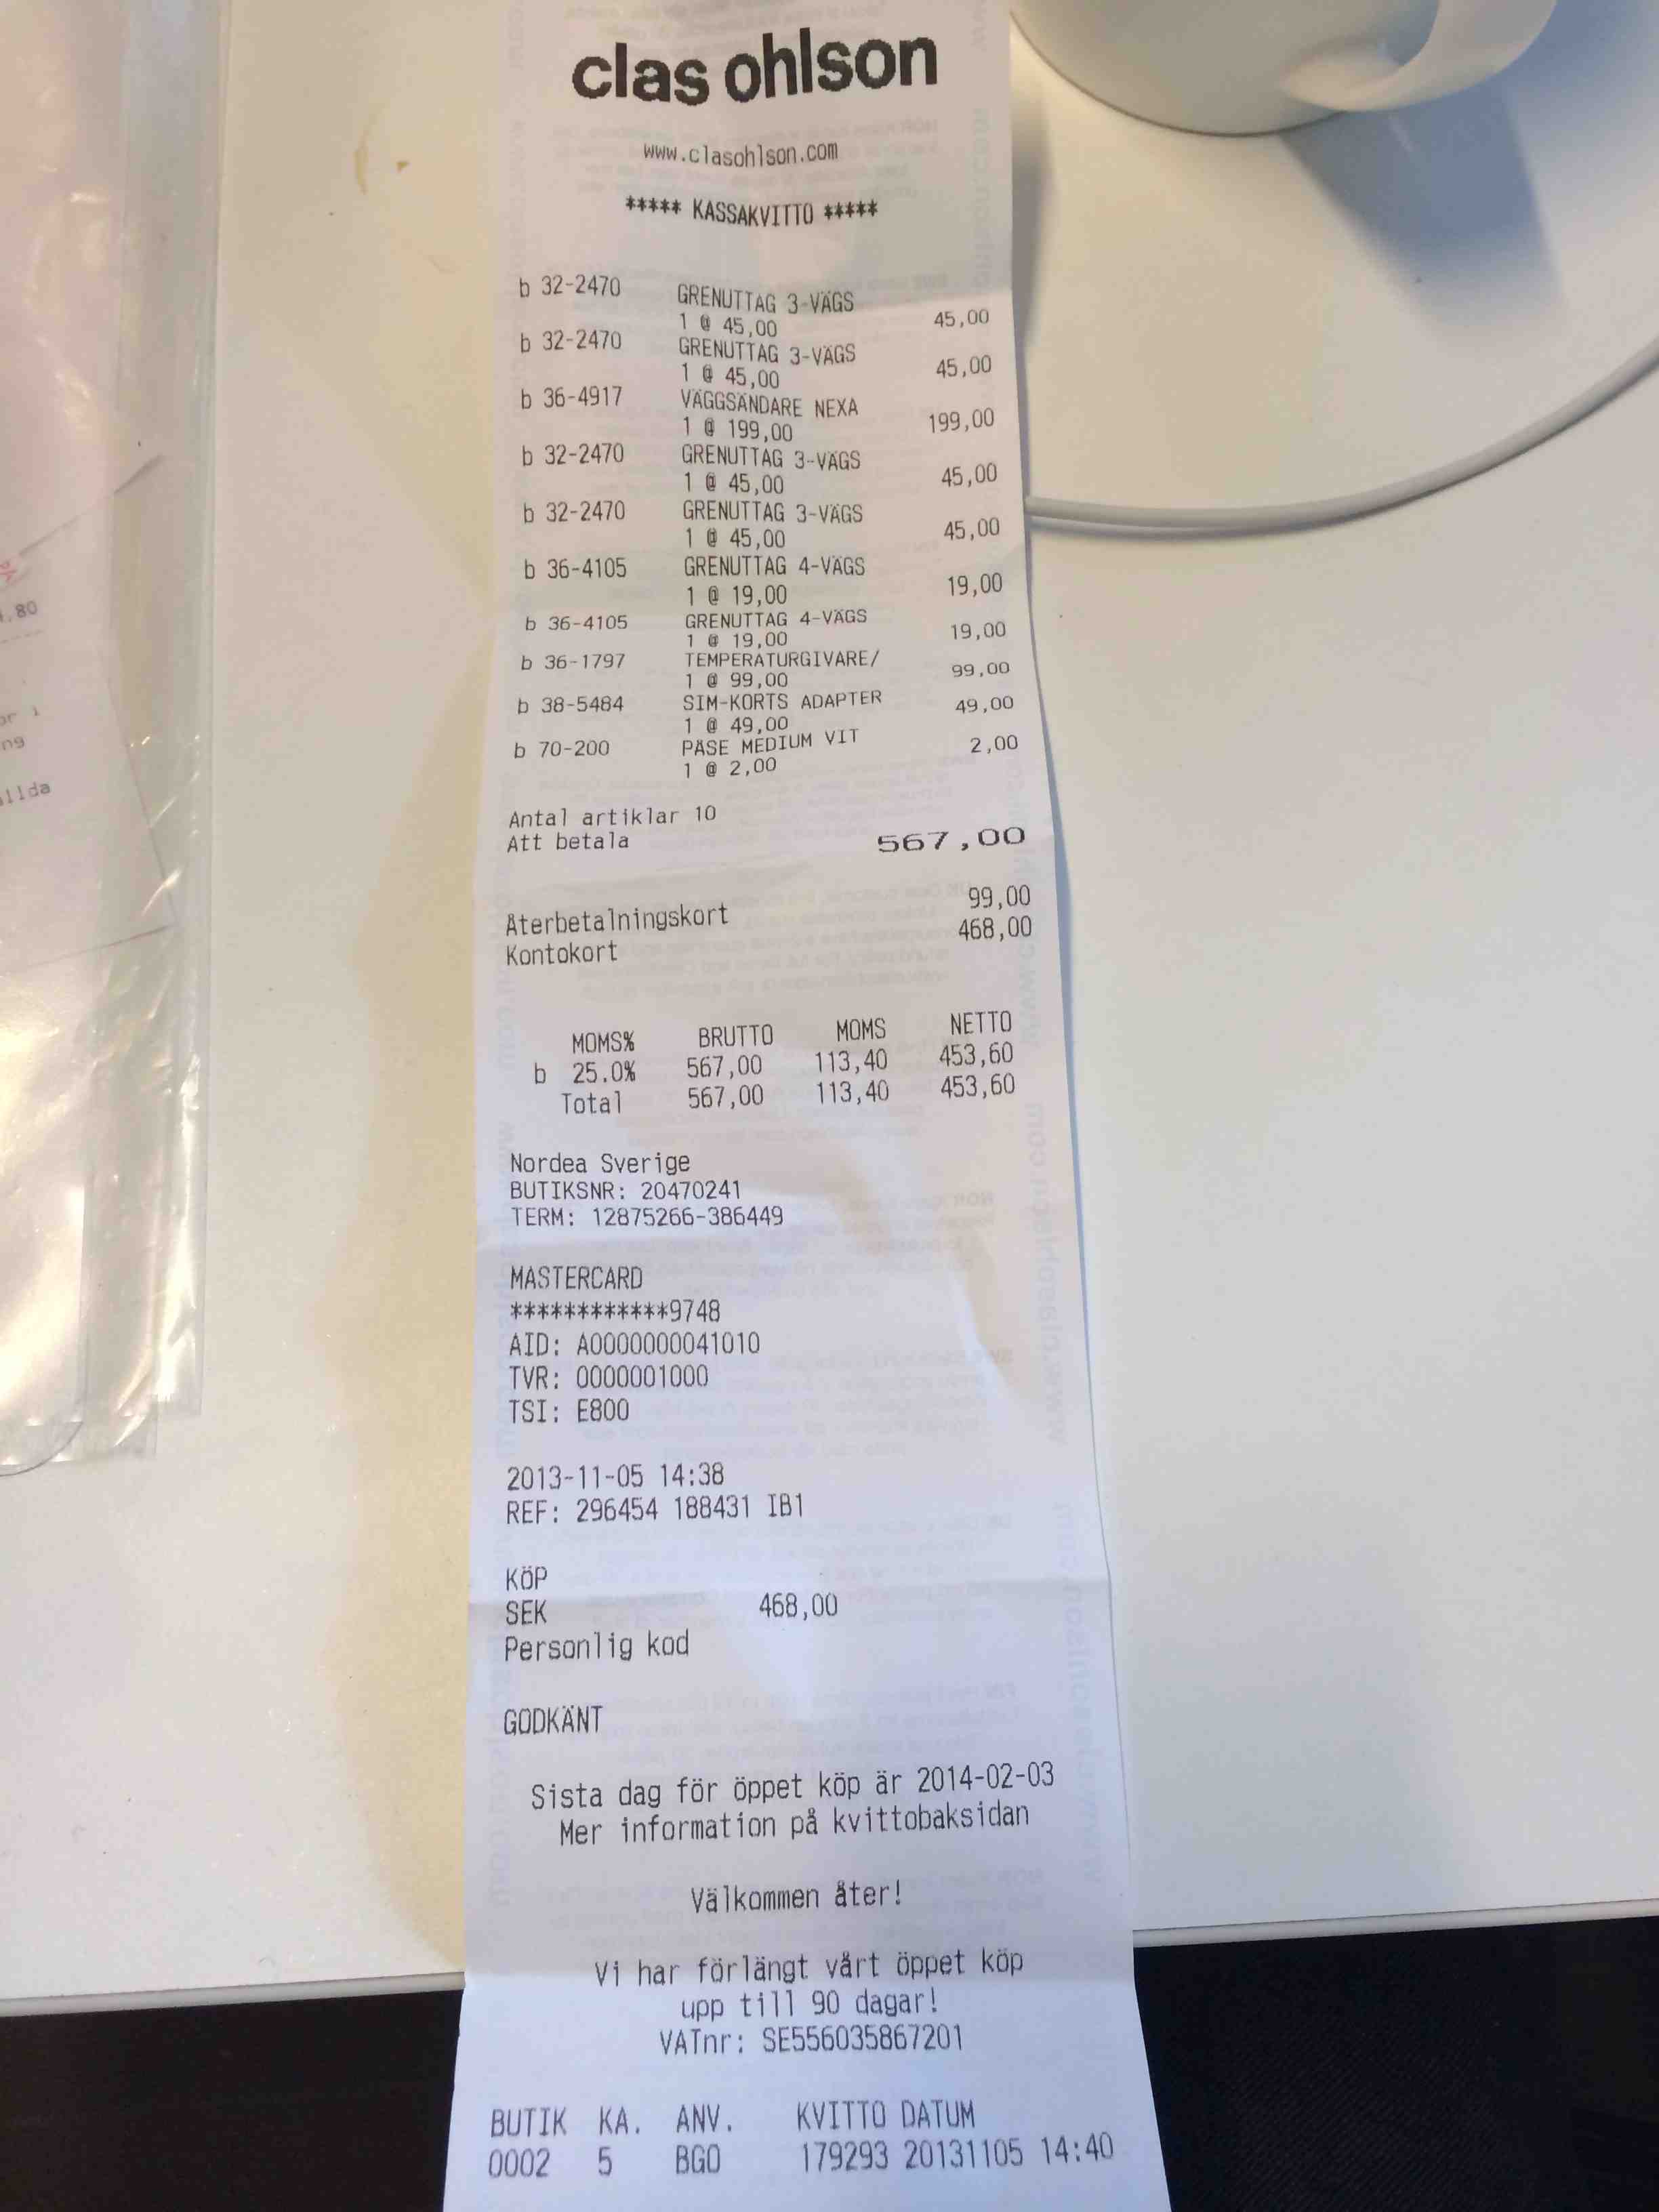 clas ohlson
www.clasohlson.com
***** KASSAKVITTO *****
b 32-2470 GRENUTTAG 3-VÄGS
1 @ 45,00 45,00
b 32-2470 GRENUTTAG 3-VÄGS
1 @ 45,00 45,00
b 36-4917 VÄGGSÄNDARE NEXA
1 @ 199,00 199,00
b 32-2470 GRENUTTAG 3-VÄGS
1 @ 45,00 45,00
b 32-2470 GRENUTTAG 3-VÄGS
1 @ 45,00 45,00
b 36-4105 GRENUTTAG 4-VÄGS
1 @ 19,00 19,00
b 36-4105 GRENUTTAG 4-VÄGS
1 @ 19,00 19,00
b 36-1797 TEMPERATURGIVARE/
1 @ 99,00 99,00
b 38-5484 SIM-KORTS ADAPTER
1 @ 49,00 49,00
b 70-200 PÅSE MEDIUM VIT
1 @ 2,00 2,00
Antal artiklar 10
Att betala 567,00
Återbetalningskort 99,00
Kontokort 468,00
MOMS% BRUTTO MOMS NETTO
b 25.0% 567,00 113,40 453,60
Total 567,00 113,40 453,60
Nordea Sverige
BUTIKSNR: 20470241
TERM: 12875266-386449
MASTERCARD
************9748
AID: A0000000041010
TVR: 0000001000
TSI: E800
2013-11-05 14:38
REF: 296454 188431 IB1
KÖP
SEK 468,00
Personlig kod
GODKÄNT
Sista dag för öppet köp är 2014-02-03
Mer information på kvittobaksidan
Välkommen åter!
Vi har förlängt vårt öppet köp
upp till 90 dagar!
VATnr: SE556035867201
BUTIK KA. ANV. KVITTO DATUM
0002 5 BGO 179293 20131105 14:40